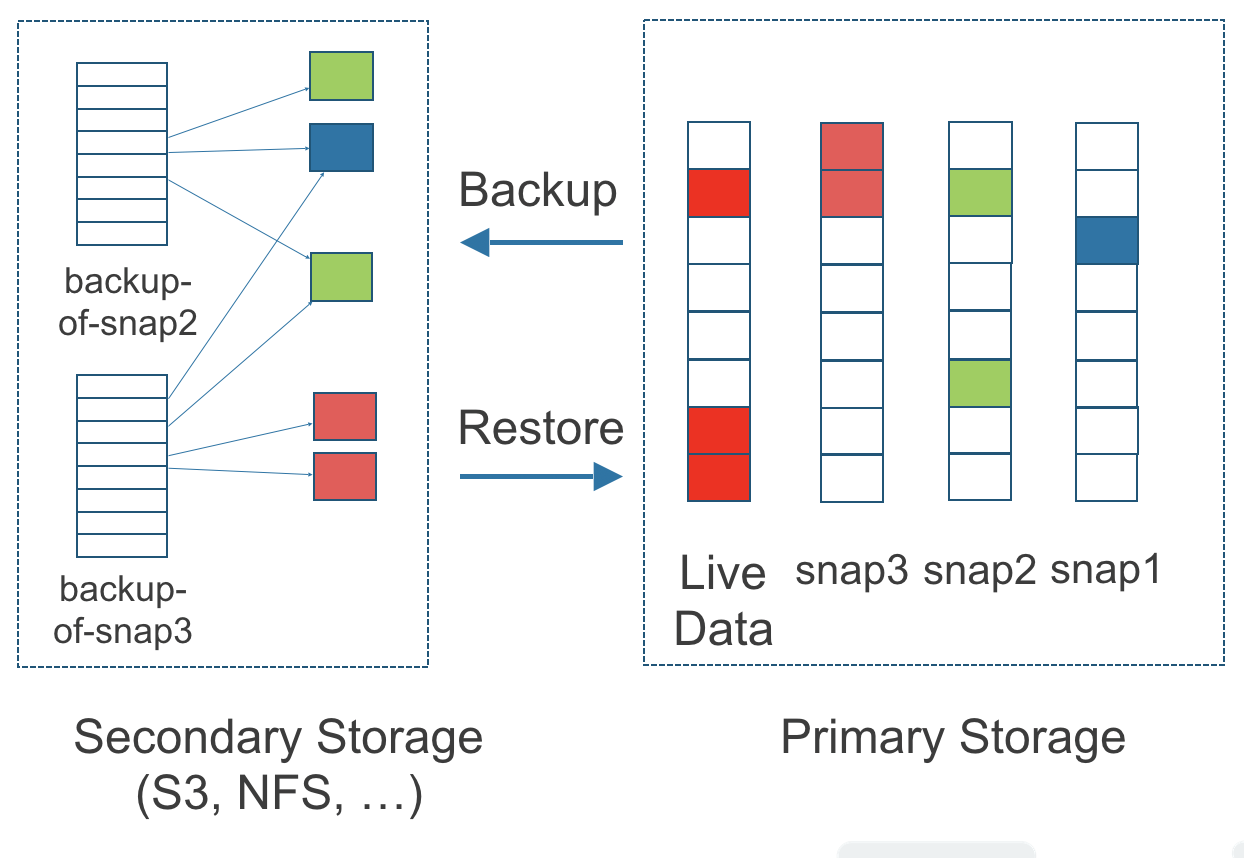 backup-
of-snap2
backup-
of-snap3
Secondary Storage
(S3, NFS, …)
Backup
Restore
Live
Data
snap3
snap2
snap1
Primary Storage